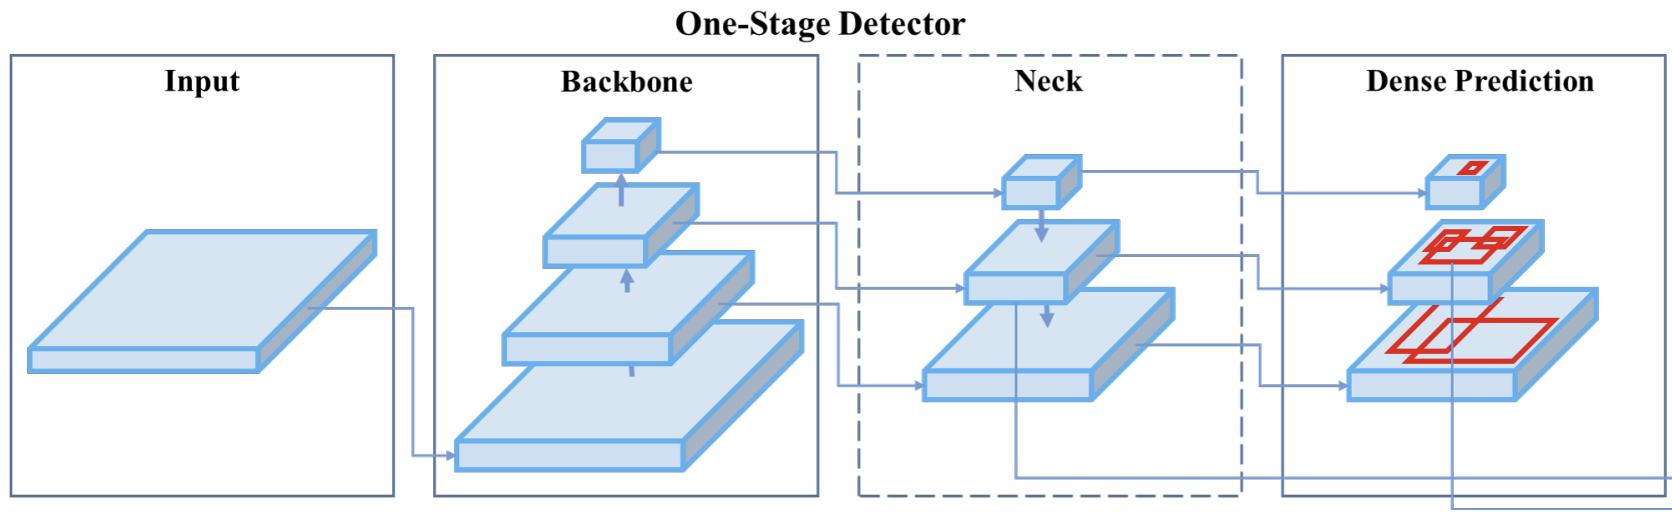 One-Stage Detector
Input
Backbone
Neck
Dense Prediction